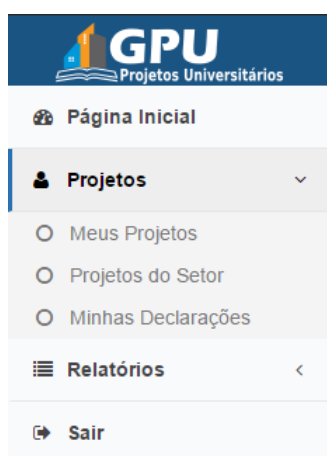 GPU
Projetos Universitários
Página Inicial
Projetos
Meus Projetos
Projetos do Setor
Minhas Declarações
Relatórios
Sair